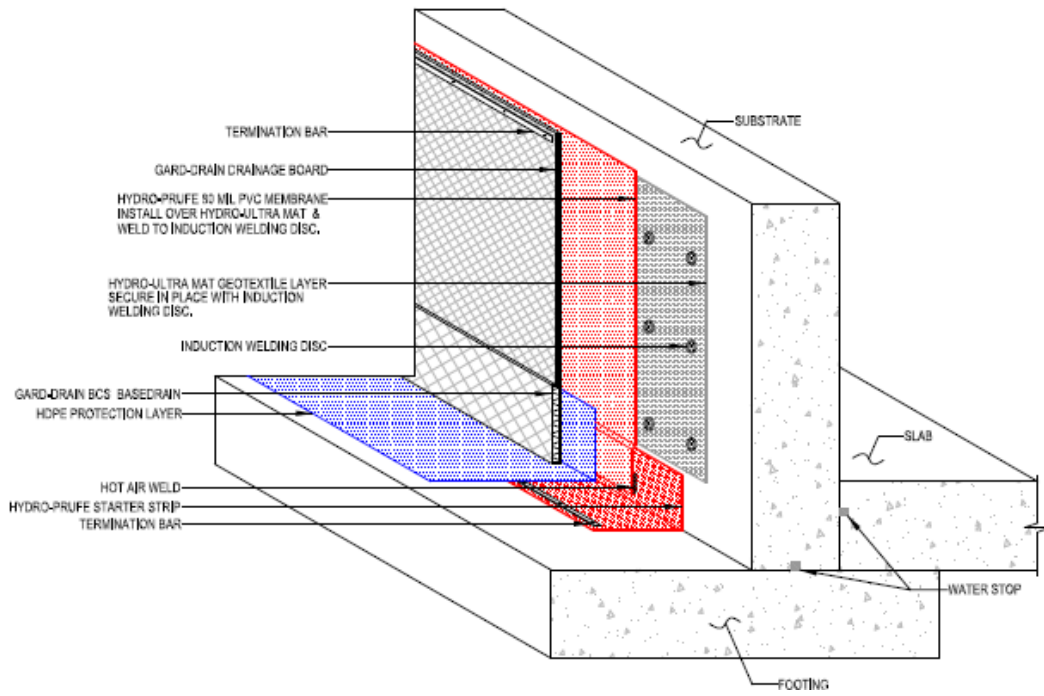 SUBSTRATE
TERMINATION BAR
GARD-DRAIN DRAINAGE BOARD
HYDRO-PRUFE 80 MIL PVC MEMBRANE
INSTALL OVER HYDRO-ULTRA MAT &
WELD TO INDUCTION WELDING DISC.
HYDRO-ULTRA MAT GEOTEXTILE LAYER
SECURE IN PLACE WITH INDUCTION
WELDING DISC.
INDUCTION WELDING DISC
GARD-DRAIN BCS BASEDRAIN
HDPE PROTECTION LAYER
SLAB
HOT AIR WELD
HYDRO-PRUFE STARTER STRIP
TERMINATION BAR
WATER STOP
FOOTING